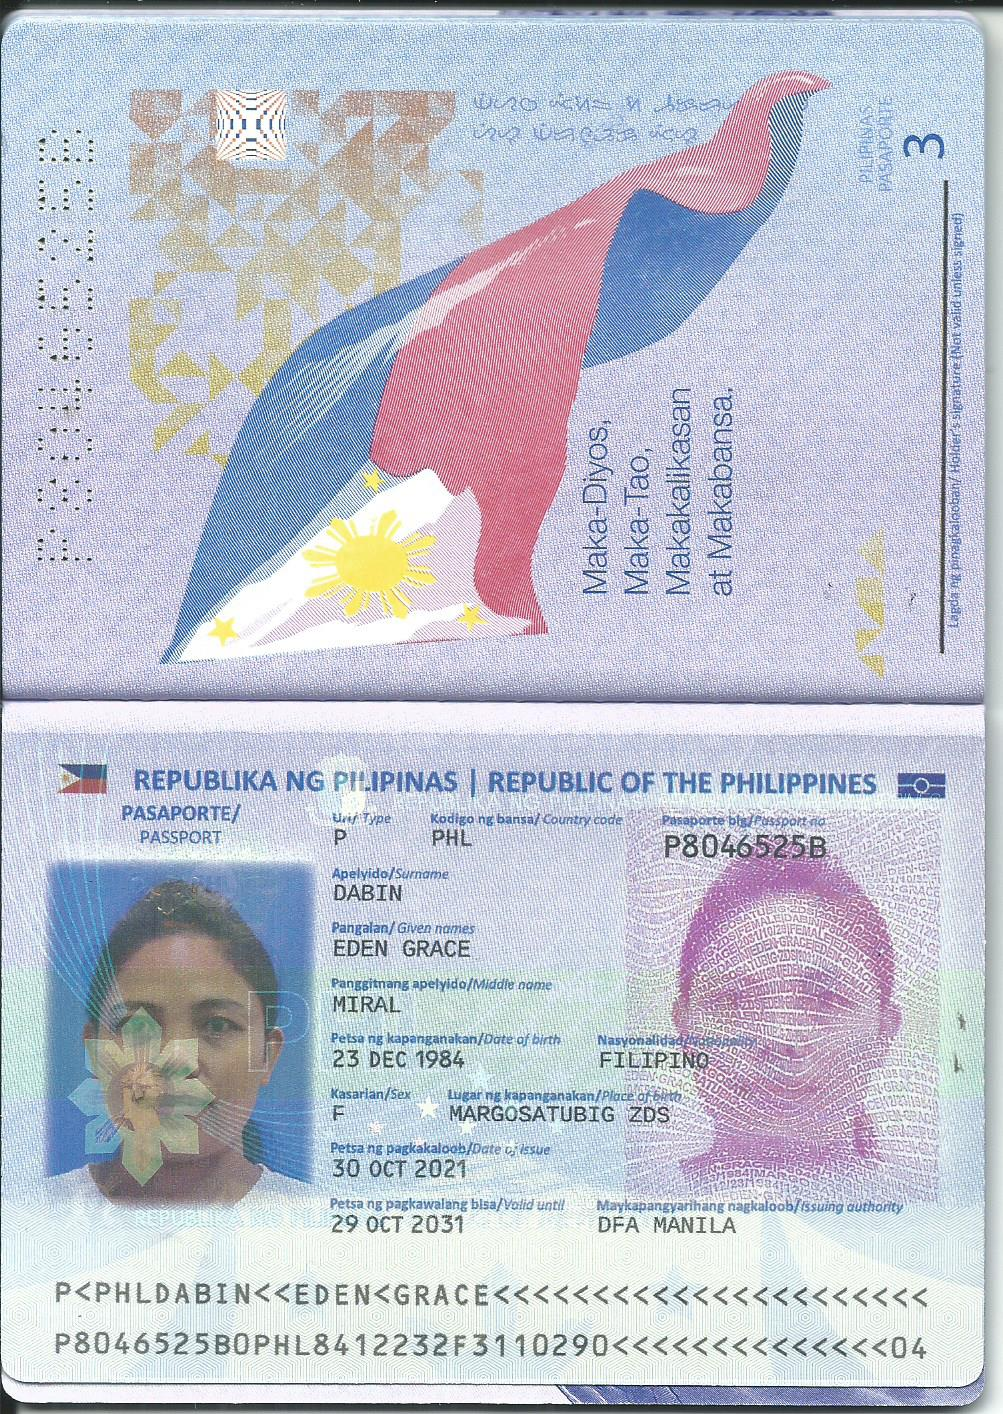 P8046525B
PILIPINAS
PASAPORTE
3
Maka-Diyos,
Maka-Tao,
Makakalikasan
at Makabansa.
Lagda ng pinagkalooban/ Holder's signature (Not valid unless signed)
REPUBLIKA NG PILIPINAS | REPUBLIC OF THE PHILIPPINES
PASAPORTE/
PASSPORT
Uri/ Type
Kodigo ng bansa/ Country code
Pasaporte blg/Passport no
P
PHL
P8046525B
Apelyido/Surname
DABIN
Pangalan/ Given names
EDEN GRACE
Panggitnang apelyido/Middle name
MIRAL
Petsa ng kapanganakan/Date of birth
Nasyonalidad/Nationality
23 DEC 1984
FILIPINO
Kasarian/Sex
Lugar ng kapanganakan/Place of birth
F
MARGOSATUBIG ZDS
Petsa ng pagkakaloob/Date of issue
30 OCT 2021
Petsa ng pagkawalang bisa/Valid until
Maykapangyarihang nagkaloob/Issuing authority
29 OCT 2031
DFA MANILA
P<PHLDABIN<<EDEN<GRACE<<<<<<<<<<<<<<<<<<<<<<
P8046525B0PHL8412232F3110290<<<<<<<<<<<<<<04